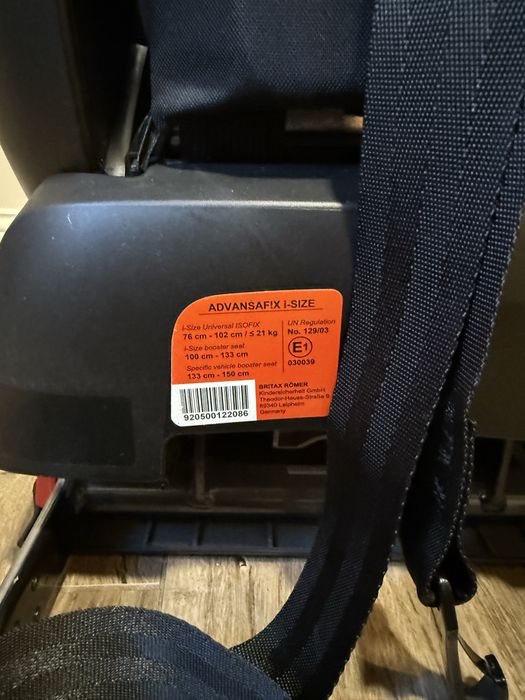 ADVANSAFIX i-SIZE
i-Size Universal ISOFIX
76 cm - 102 cm / ≤ 21 kg
i-Size booster seat
100 cm - 133 cm
Specific vehicle booster seat
133 cm - 150 cm
UN Regulation
No. 129/03
E1
030039
920500122086
BRITAX RÖMER
Kindersicherheit GmbH
Theodor-Heuss-Straße 9
89340 Leipheim
Germany